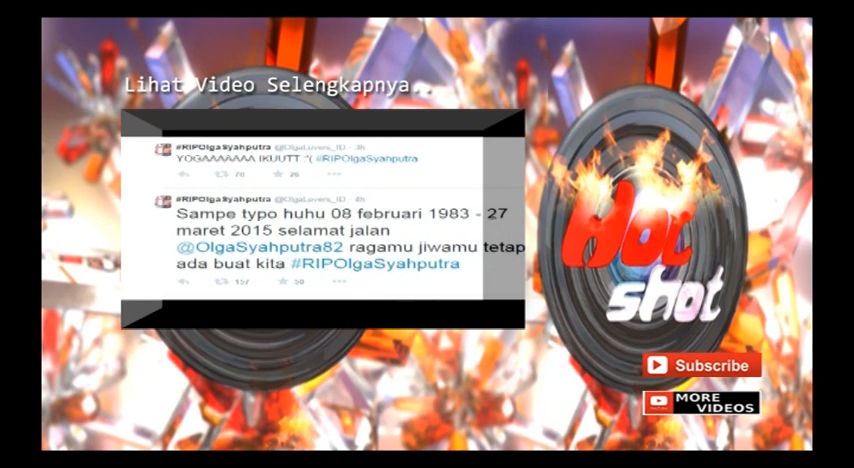 Lihat Video Selengkapnya..
#RIPOlgaSyahputra @OlgaLovers_ID · 3h
YOGAAAAAAA IKUUTT :'( #RIPOlgaSyahputra
70 26
#RIPOlgaSyahputra @OlgaLovers_ID · 4h
Sampe typo huhu 08 februari 1983 - 27
maret 2015 selamat jalan
@OlgaSyahputra82 ragamu jiwamu tetap
ada buat kita #RIPOlgaSyahputra
157 50
Hot
shot
Subscribe
MORE
VIDEOS